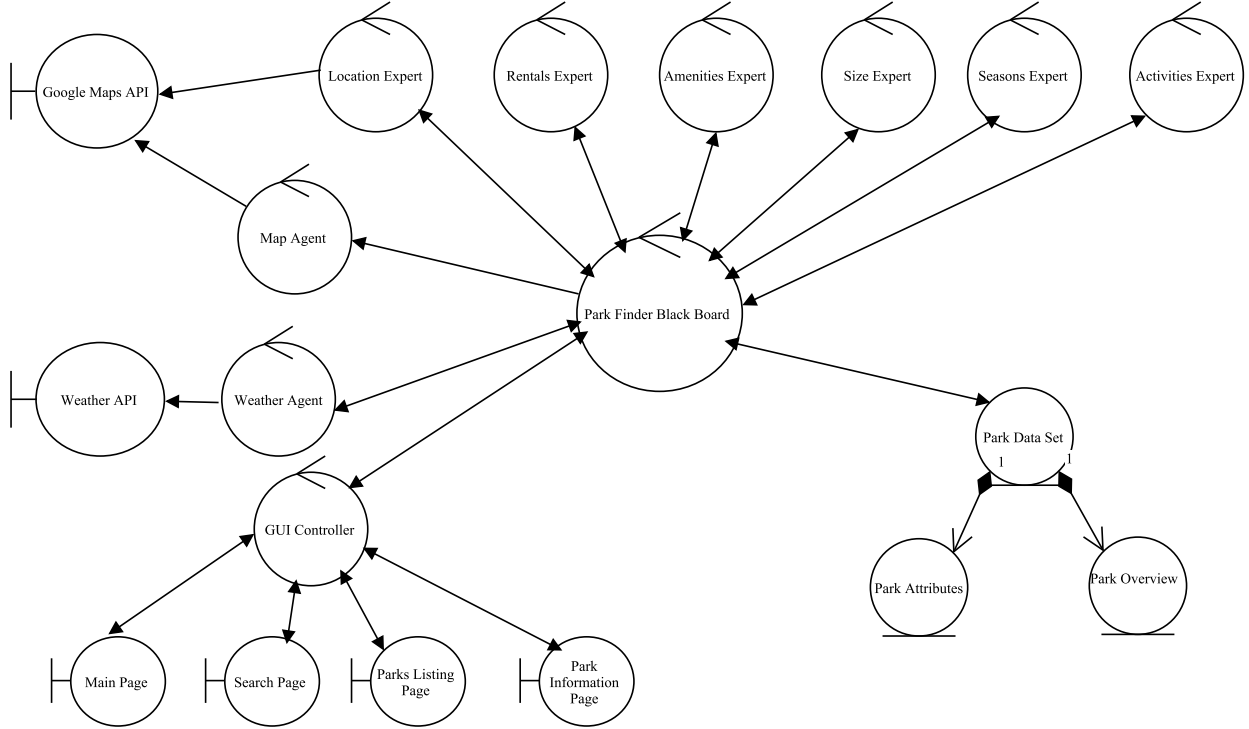 Google Maps API
Location Expert
Rentals Expert
Amenities Expert
Size Expert
Seasons Expert
Activities Expert
Map Agent
Park Finder Black Board
Weather API
Weather Agent
Park Data Set
1
1
GUI Controller
Park Attributes
Park Overview
Main Page
Search Page
Parks Listing
Page
Park
Information
Page